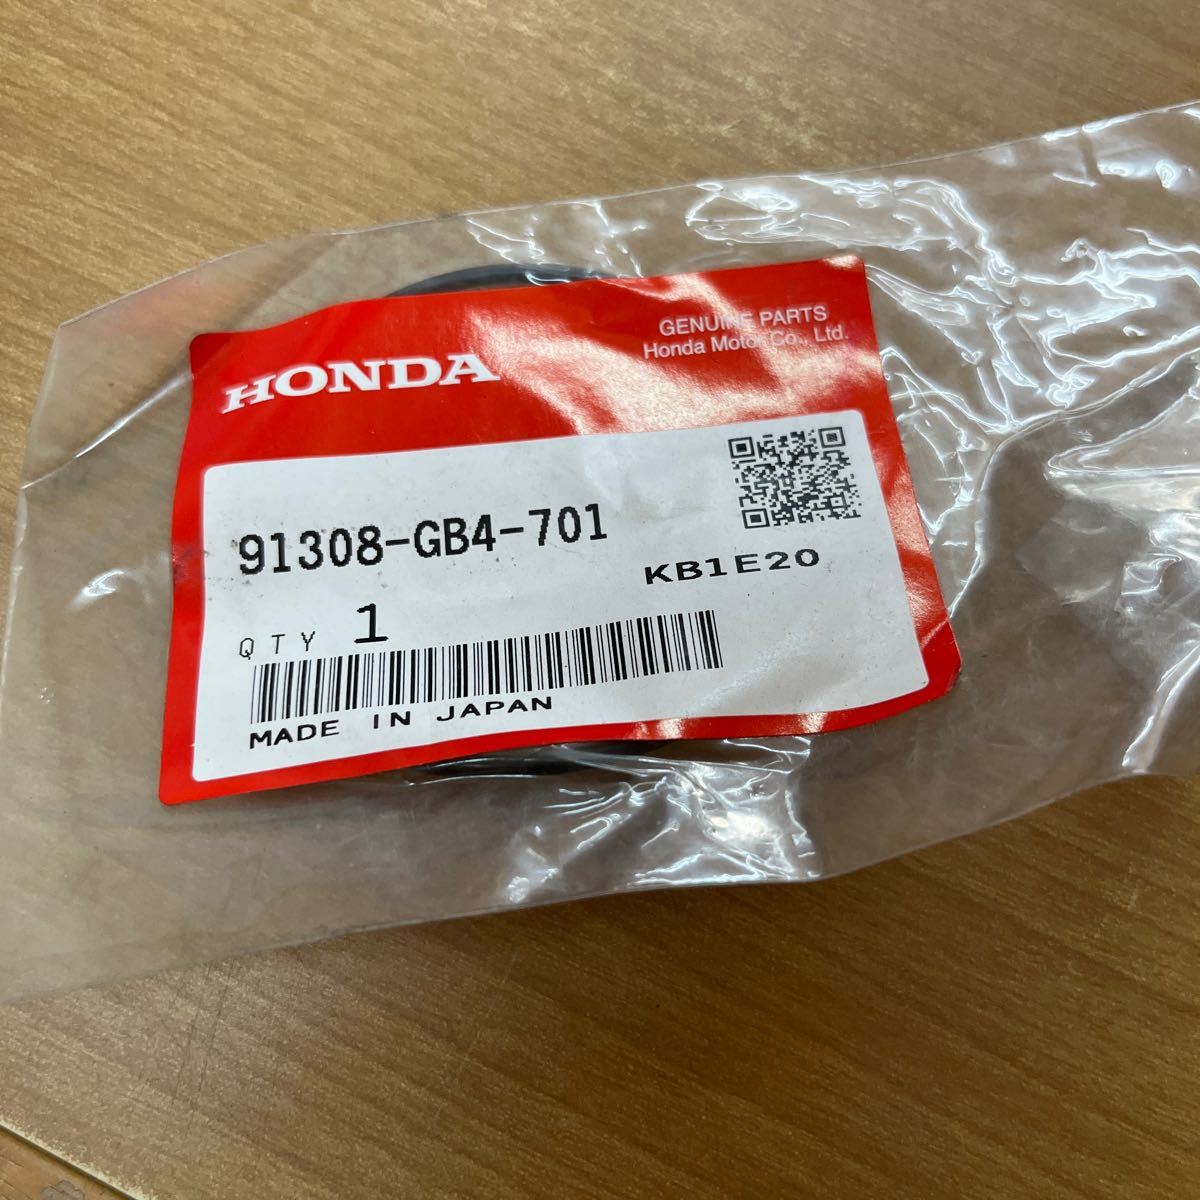 HONDA
GENUINE PARTS
Honda Motor Co., Ltd.
91308-GB4-701
KB1E20
QTY 1
MADE IN JAPAN